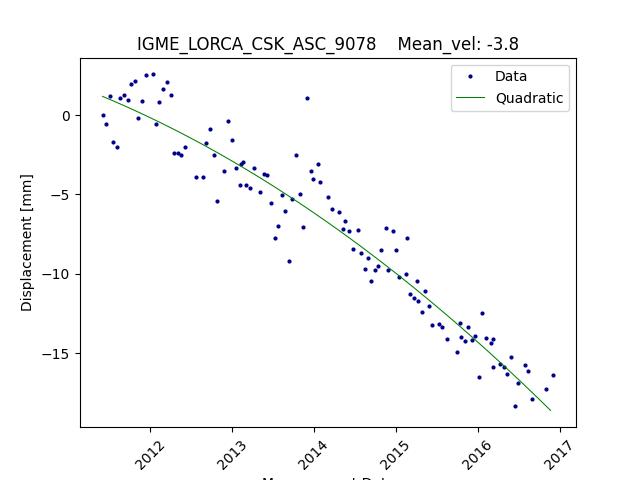 IGME_LORCA_CSK_ASC_9078    Mean_vel: -3.8
Data
Quadratic
Displacement [mm]
0
−5
−10
−15
2012
2013
2014
2015
2016
2017